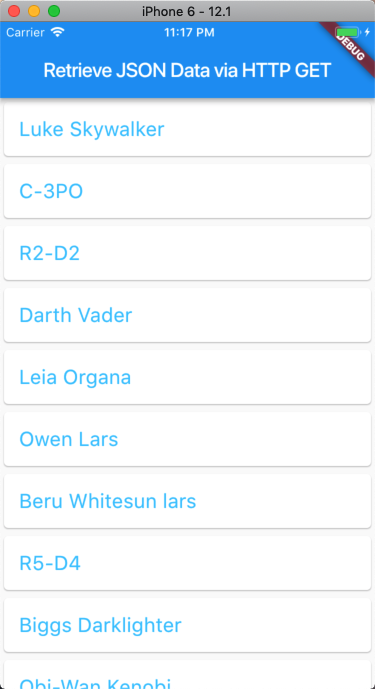 iPhone 6 - 12.1
Carrier 11:17 PM
DEBUG
Retrieve JSON Data via HTTP GET
Luke Skywalker
C-3PO
R2-D2
Darth Vader
Leia Organa
Owen Lars
Beru Whitesun lars
R5-D4
Biggs Darklighter
Obi-Wan Kenobi